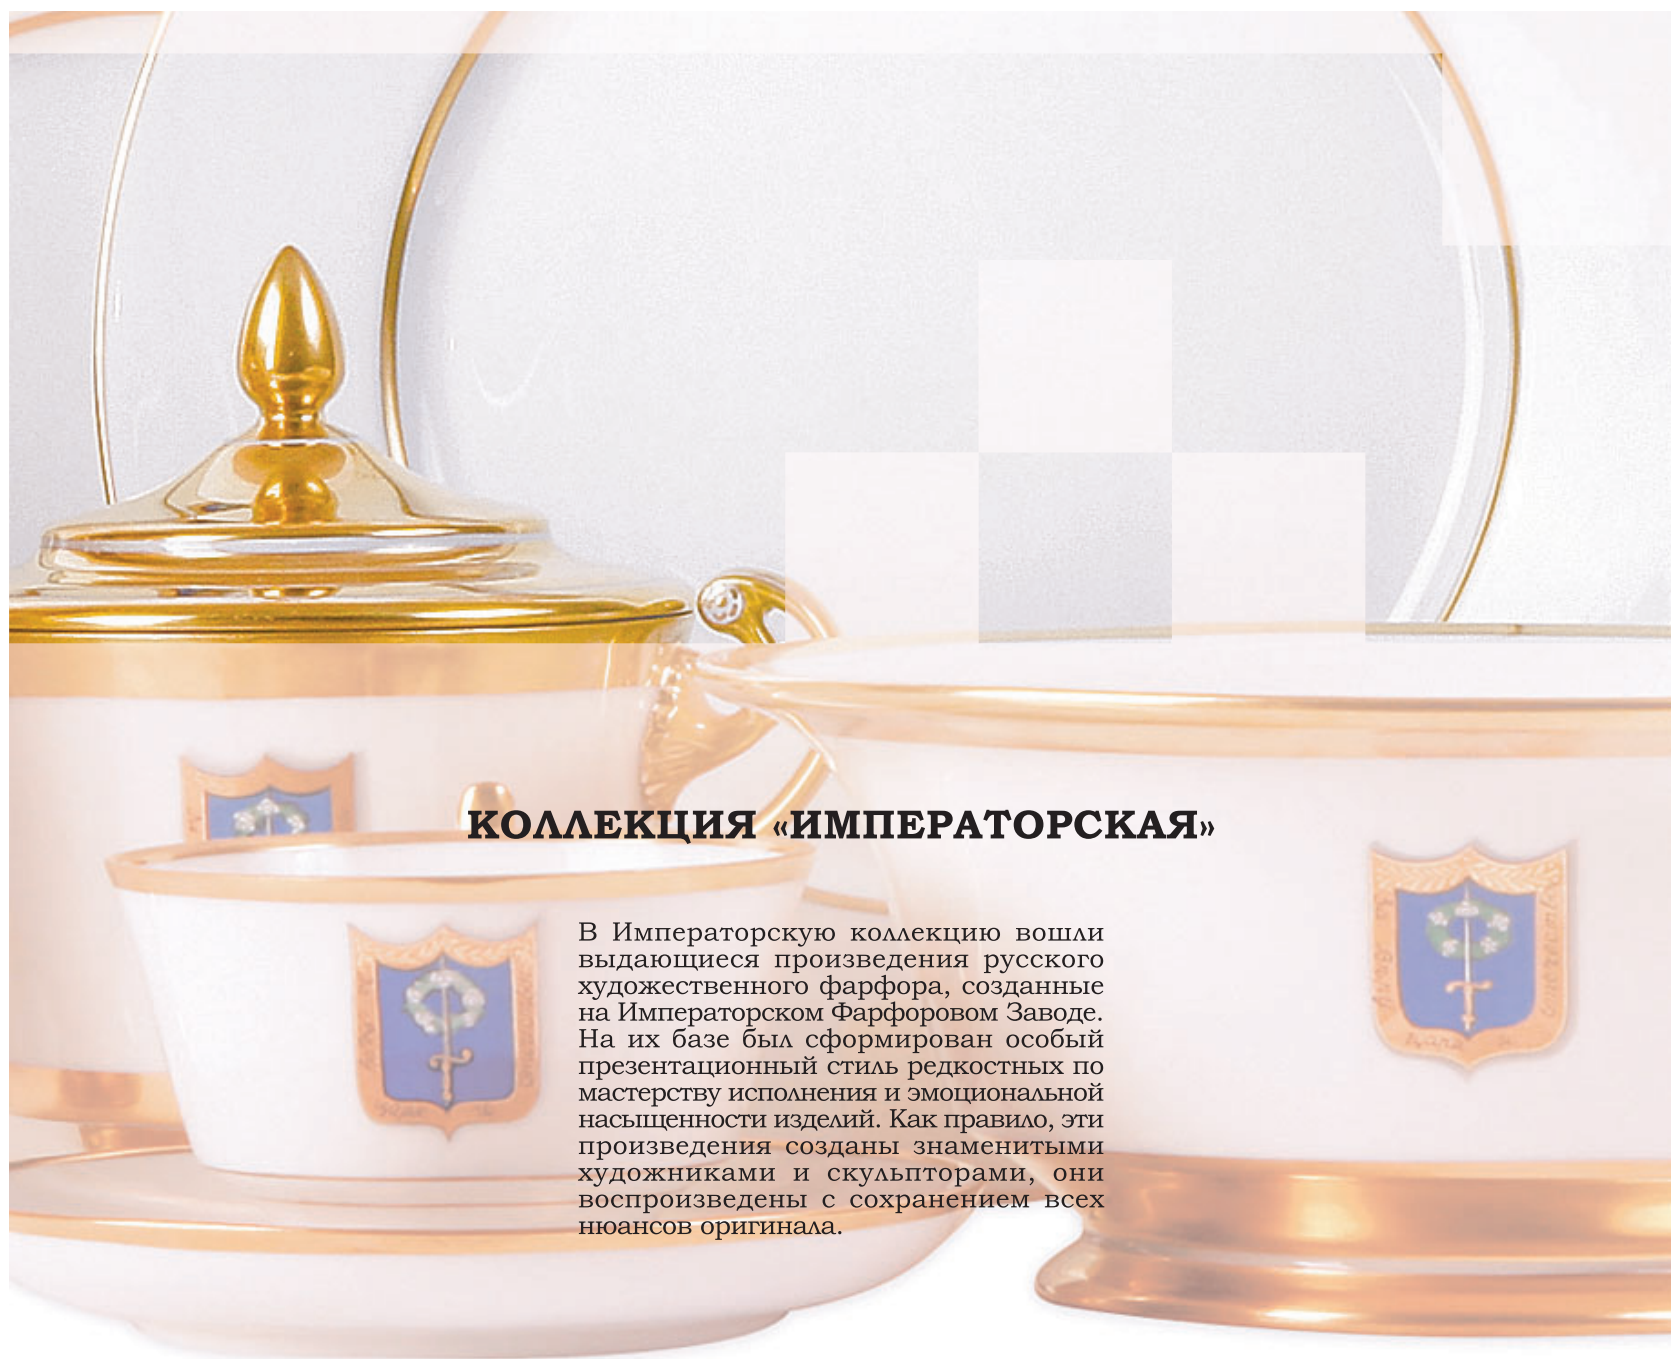 КОЛЛЕКЦИЯ «ИМПЕРАТОРСКАЯ»
В Императорскую коллекцию вошли
выдающиеся произведения русского
художественного фарфора, созданные
на Императорском Фарфоровом Заводе.
На их базе был сформирован особый
презентационный стиль редкостных по
мастерству исполнения и эмоциональной
насыщенности изделий. Как правило, эти
произведения созданы знаменитыми
художниками и скульпторами, они
воспроизведены с сохранением всех
нюансов оригинала.